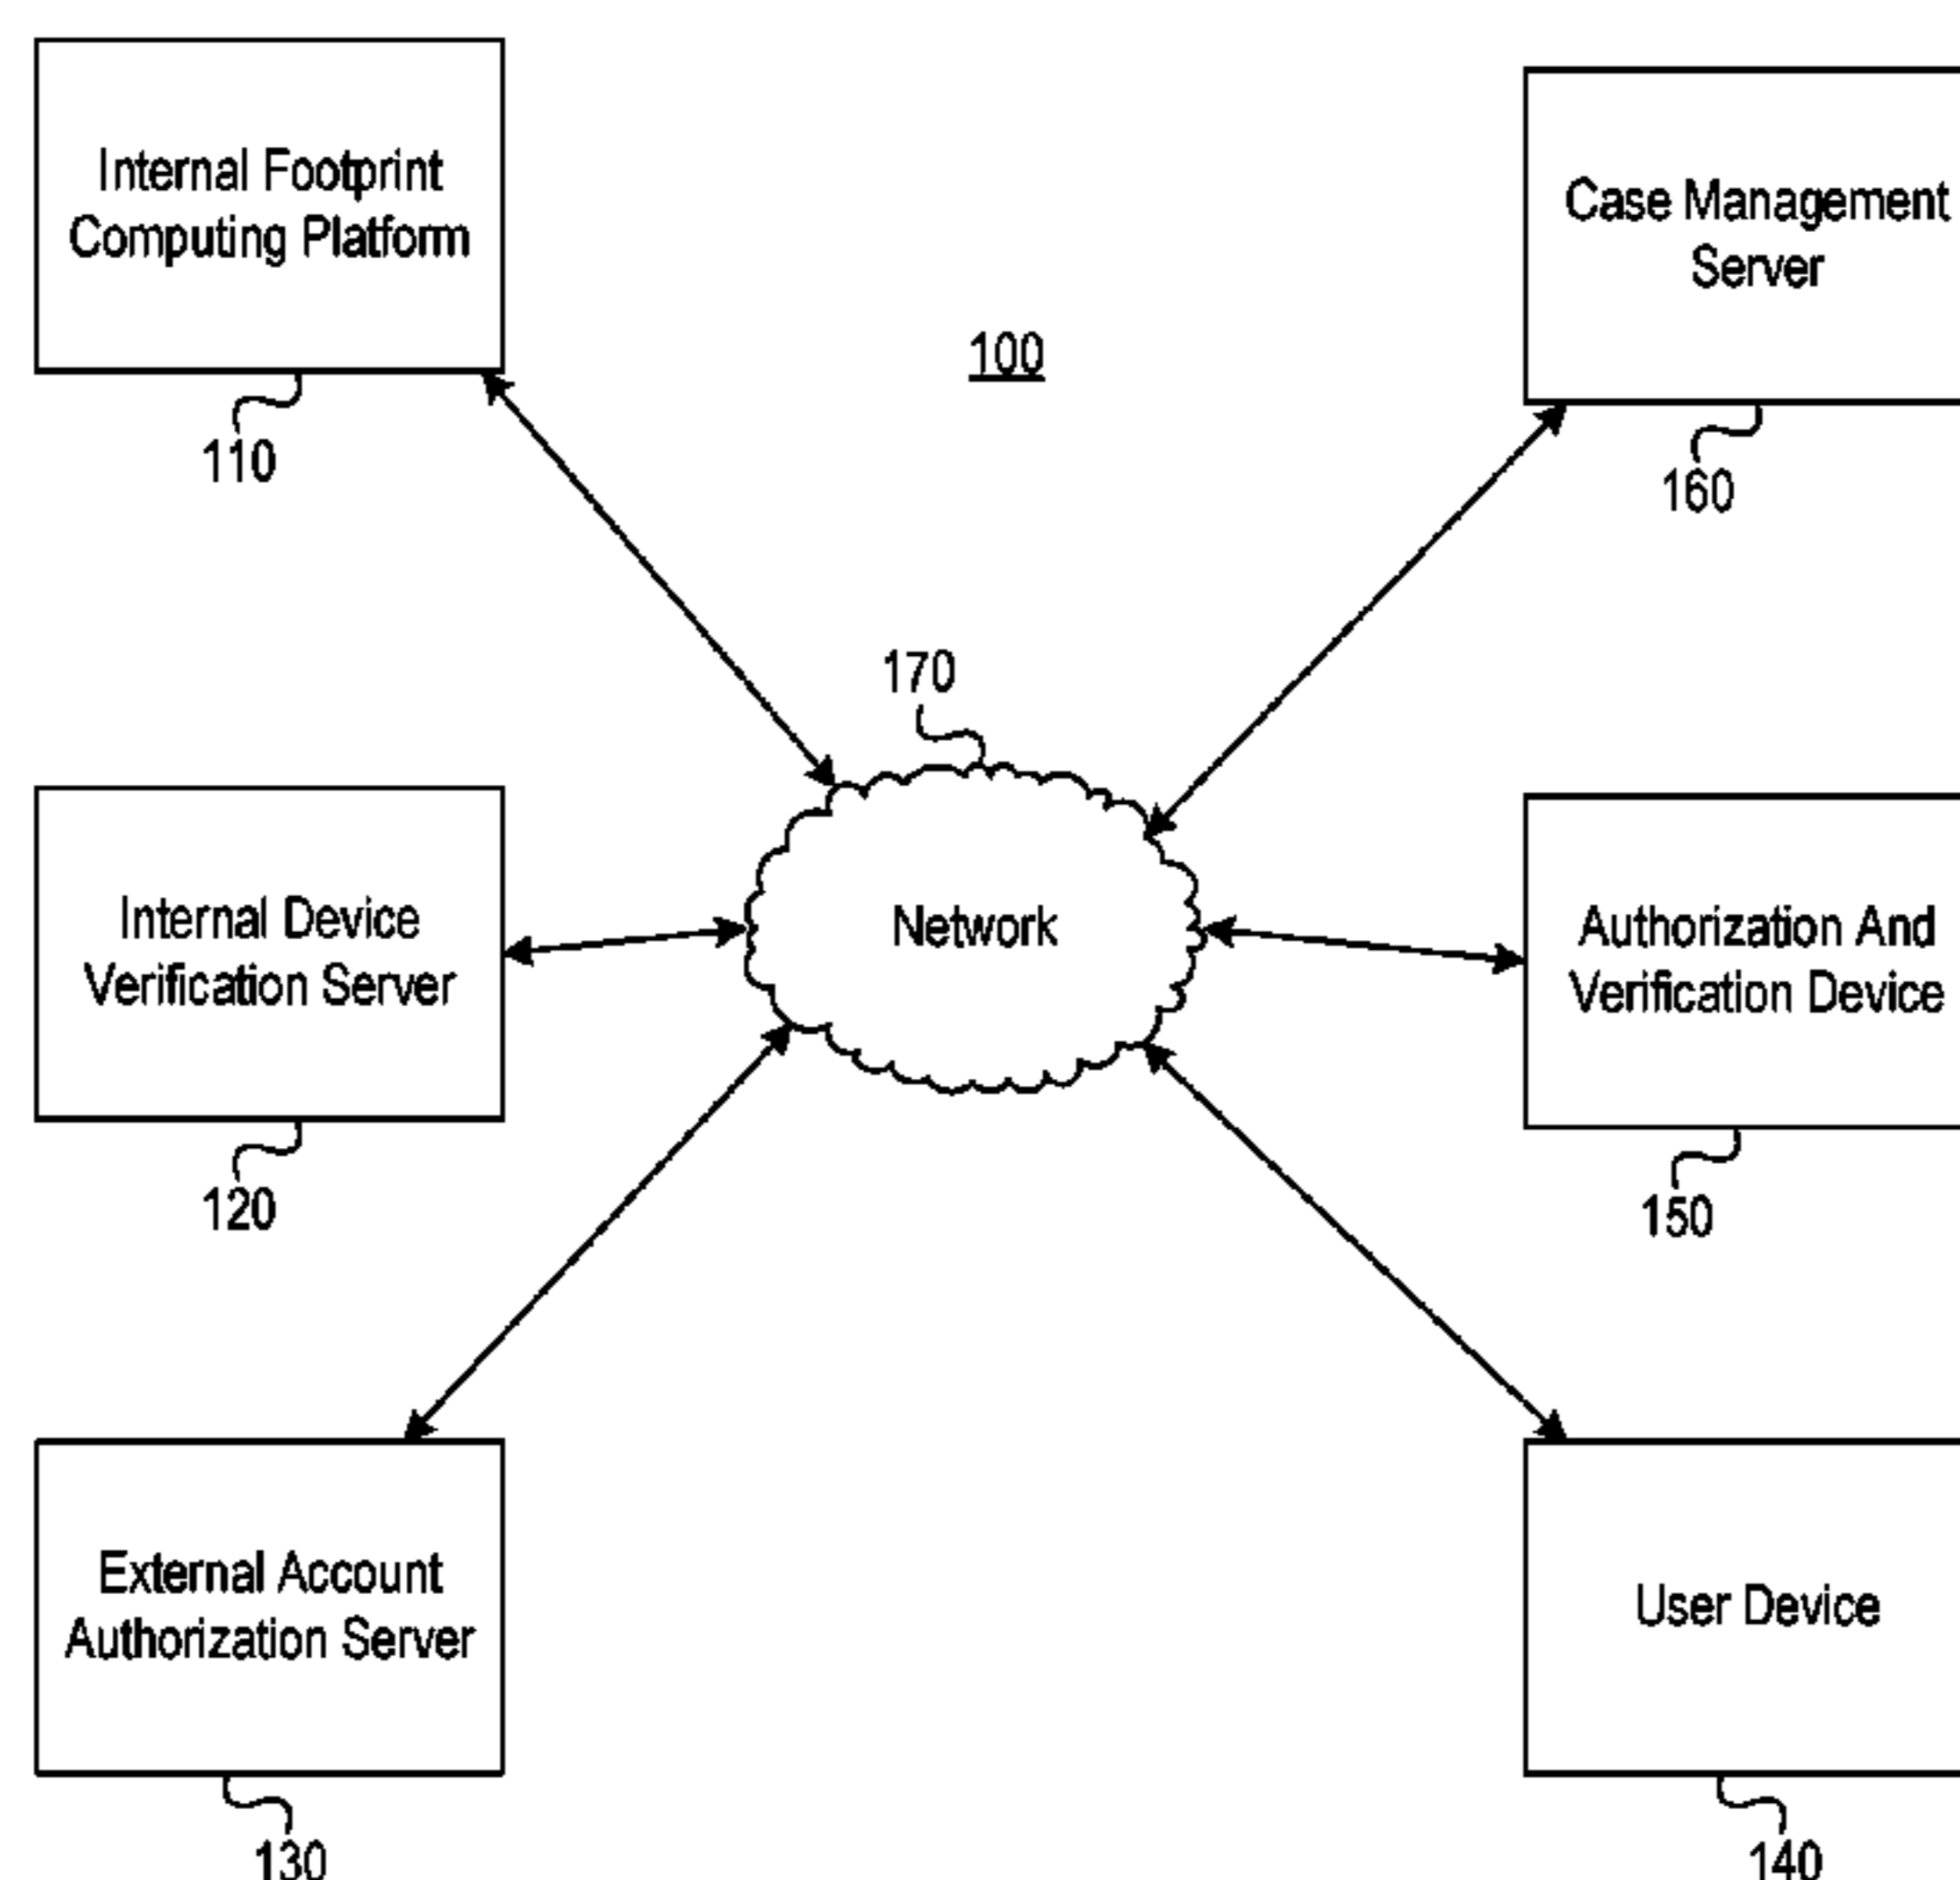 Internal Footprint
Computing Platform
110
Case Management
Server
160
100
170
Network
Internal Device
Verification Server
120
Authorization And
Verification Device
150
External Account
Authorization Server
130
User Device
140